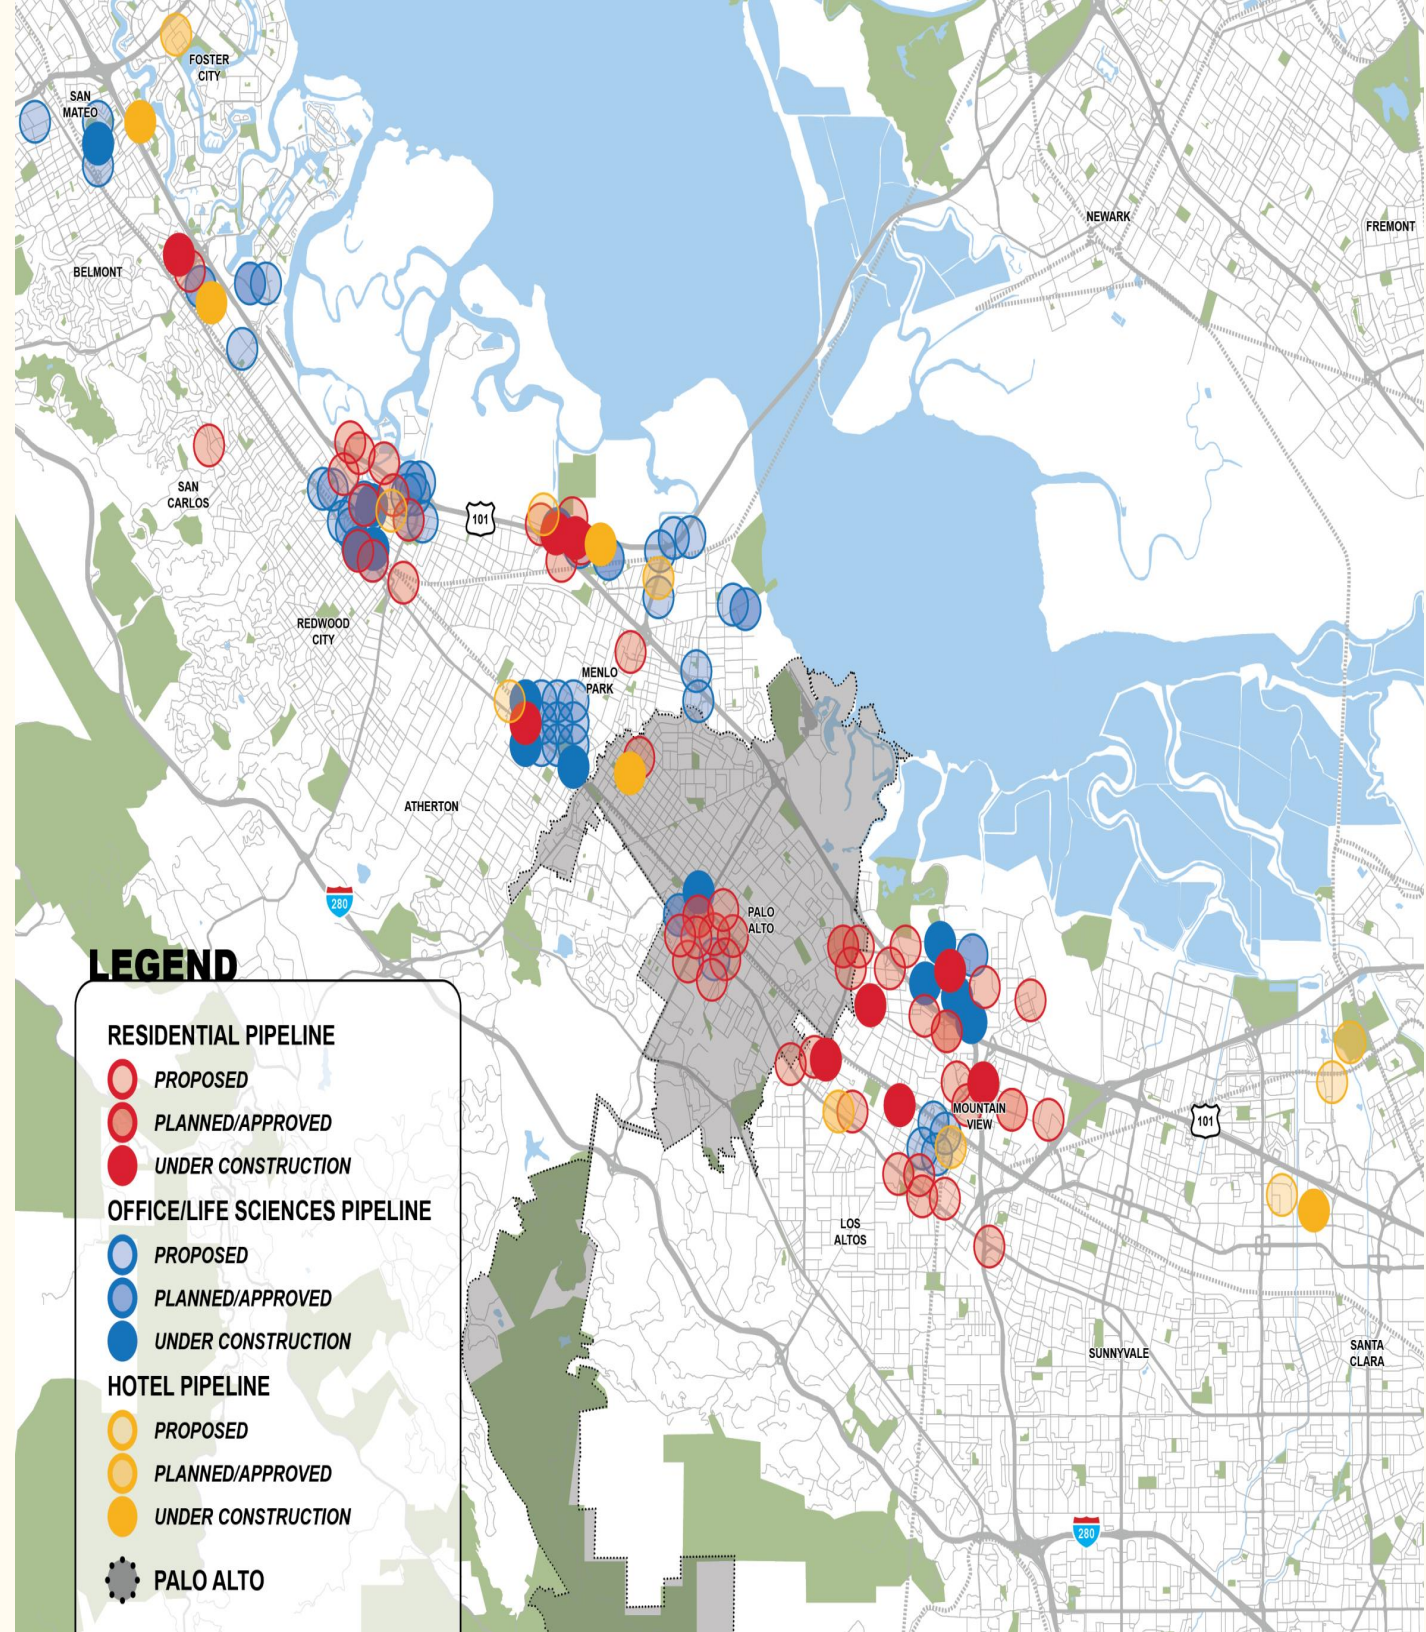 FOSTER
CITY
SAN
MATEO
NEWARK
FREMONT
BELMONT
SAN
CARLOS
101
REDWOOD
CITY
MENLO
PARK
ATHERTON
280
PALO
ALTO
MOUNTAIN
VIEW
101
LOS
ALTOS
SUNNYVALE
SANTA
CLARA
280
LEGEND
RESIDENTIAL PIPELINE
PROPOSED
PLANNED/APPROVED
UNDER CONSTRUCTION
OFFICE/LIFE SCIENCES PIPELINE
PROPOSED
PLANNED/APPROVED
UNDER CONSTRUCTION
HOTEL PIPELINE
PROPOSED
PLANNED/APPROVED
UNDER CONSTRUCTION
PALO ALTO